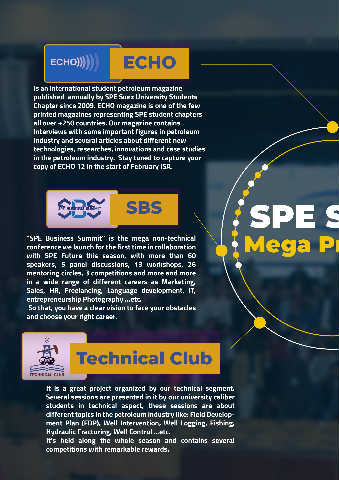 ECHO)))))
ECHO
Is an international student petroleum magazine
published annually by SPE Suez University Students
Chapter since 2009. ECHO magazine is one of the few
printed magazines representing SPE student chapters
all over +250 countries. Our magazine contains
Interviews with some important figures in petroleum
industry and several articles about different new
technologies, researches, innovations and case studies
in the petroleum industry. Stay tuned to capture your
copy of ECHO 12 in the start of February ISR.
SBS
SPE S
Mega Pr
"SPE Business Summit" is the mega non-technical
conference we launch for the first time in collaboration
with SPE Future this season, with more than 60
speakers, 6 panel discussions, 13 workshops, 26
mentoring circles, 3 competitions and more and more
in a wide range of different careers as Marketing,
Sales, HR, Freelancing, Language development, IT,
entrepreneurship Photography ...etc.
So that, you have a clear vision to face your obstacles
and choose your right career.
TECHNICAL CLUB
Technical Club
It is a great project organized by our technical segment.
Several sessions are presented in it by our university caliber
students in technical aspect, these sessions are about
different topics in the petroleum industry like: Field Develop-
ment Plan (FDP), Well Intervention, Well Logging, Fishing,
Hydraulic Fracturing, Well Control ...etc.
It's held along the whole season and contains several
competitions with remarkable rewards.